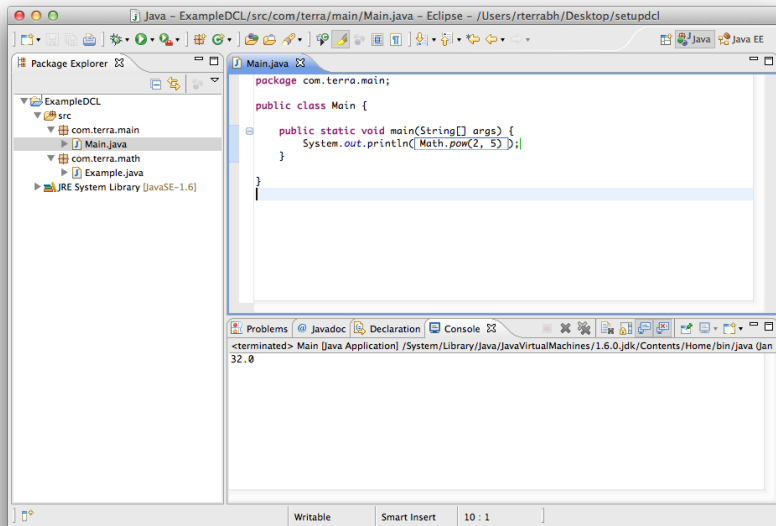 Java - ExampleDCL/src/com/terra/main/Main.java - Eclipse - /Users/rterrabh/Desktop/setupdcl
Java
Java EE
Package Explorer
ExampleDCL
src
com.terra.main
Main.java
com.terra.math
Example.java
JRE System Library [JavaSE-1.6]
Main.java
package com.terra.main;
public class Main {
public static void main(String[] args) {
System.out.println( Math.pow(2, 5) );
}
}
Problems @ Javadoc Declaration Console
<terminated> Main [Java Application] /System/Library/Java/JavaVirtualMachines/1.6.0.jdk/Contents/Home/bin/java (Jan
32.0
Writable Smart Insert 10 : 1